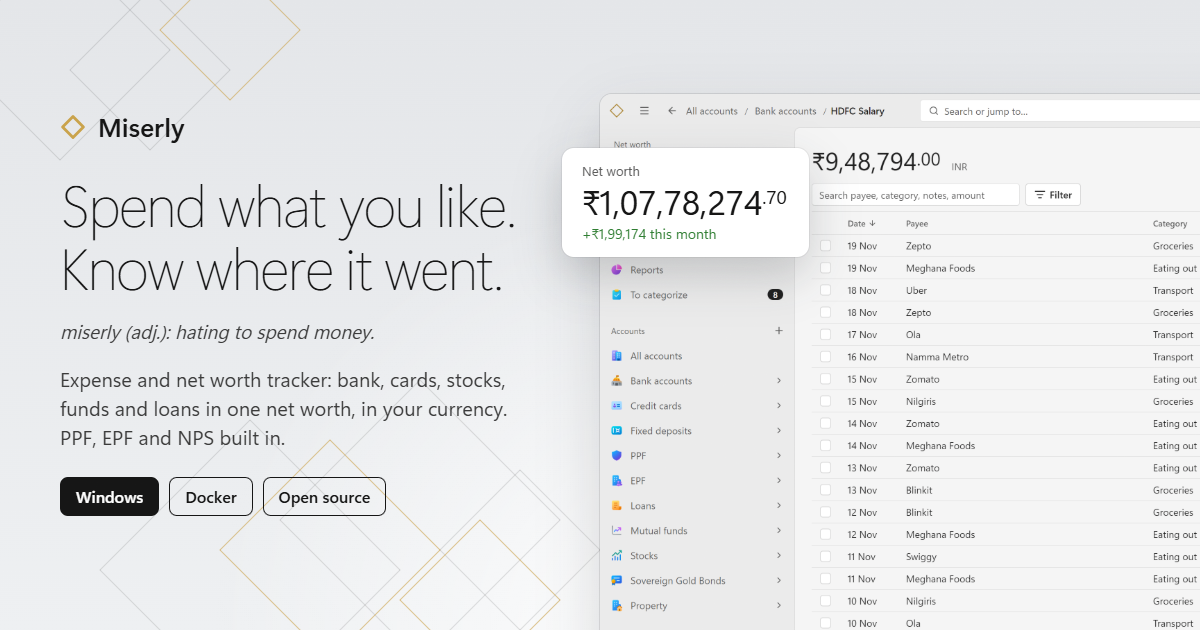 Miserly
Spend what you like.
Know where it went.
miserly (adj.): hating to spend money.
Expense and net worth tracker: bank, cards, stocks,
funds and loans in one net worth, in your currency.
PPF, EPF and NPS built in.
Windows
Docker
Open source
All accounts / Bank accounts / HDFC Salary
Search or jump to...
Net worth
Net worth
₹1,07,78,274.70
+₹1,99,174 this month
Reports
To categorize 8
Accounts +
All accounts
Bank accounts
Credit cards
Fixed deposits
PPF
EPF
Loans
Mutual funds
Stocks
Sovereign Gold Bonds
Property
₹9,48,794.00 INR
Search payee, category, notes, amount
Filter
Date ↓ Payee Category
19 Nov Zepto Groceries
19 Nov Meghana Foods Eating out
18 Nov Uber Transport
18 Nov Zepto Groceries
17 Nov Ola Transport
16 Nov Namma Metro Transport
15 Nov Zomato Eating out
15 Nov Nilgiris Groceries
14 Nov Zomato Eating out
14 Nov Meghana Foods Eating out
13 Nov Zomato Eating out
13 Nov Blinkit Groceries
12 Nov Blinkit Groceries
12 Nov Meghana Foods Eating out
11 Nov Swiggy Eating out
11 Nov Meghana Foods Eating out
10 Nov Nilgiris Groceries
10 Nov Ola Transport